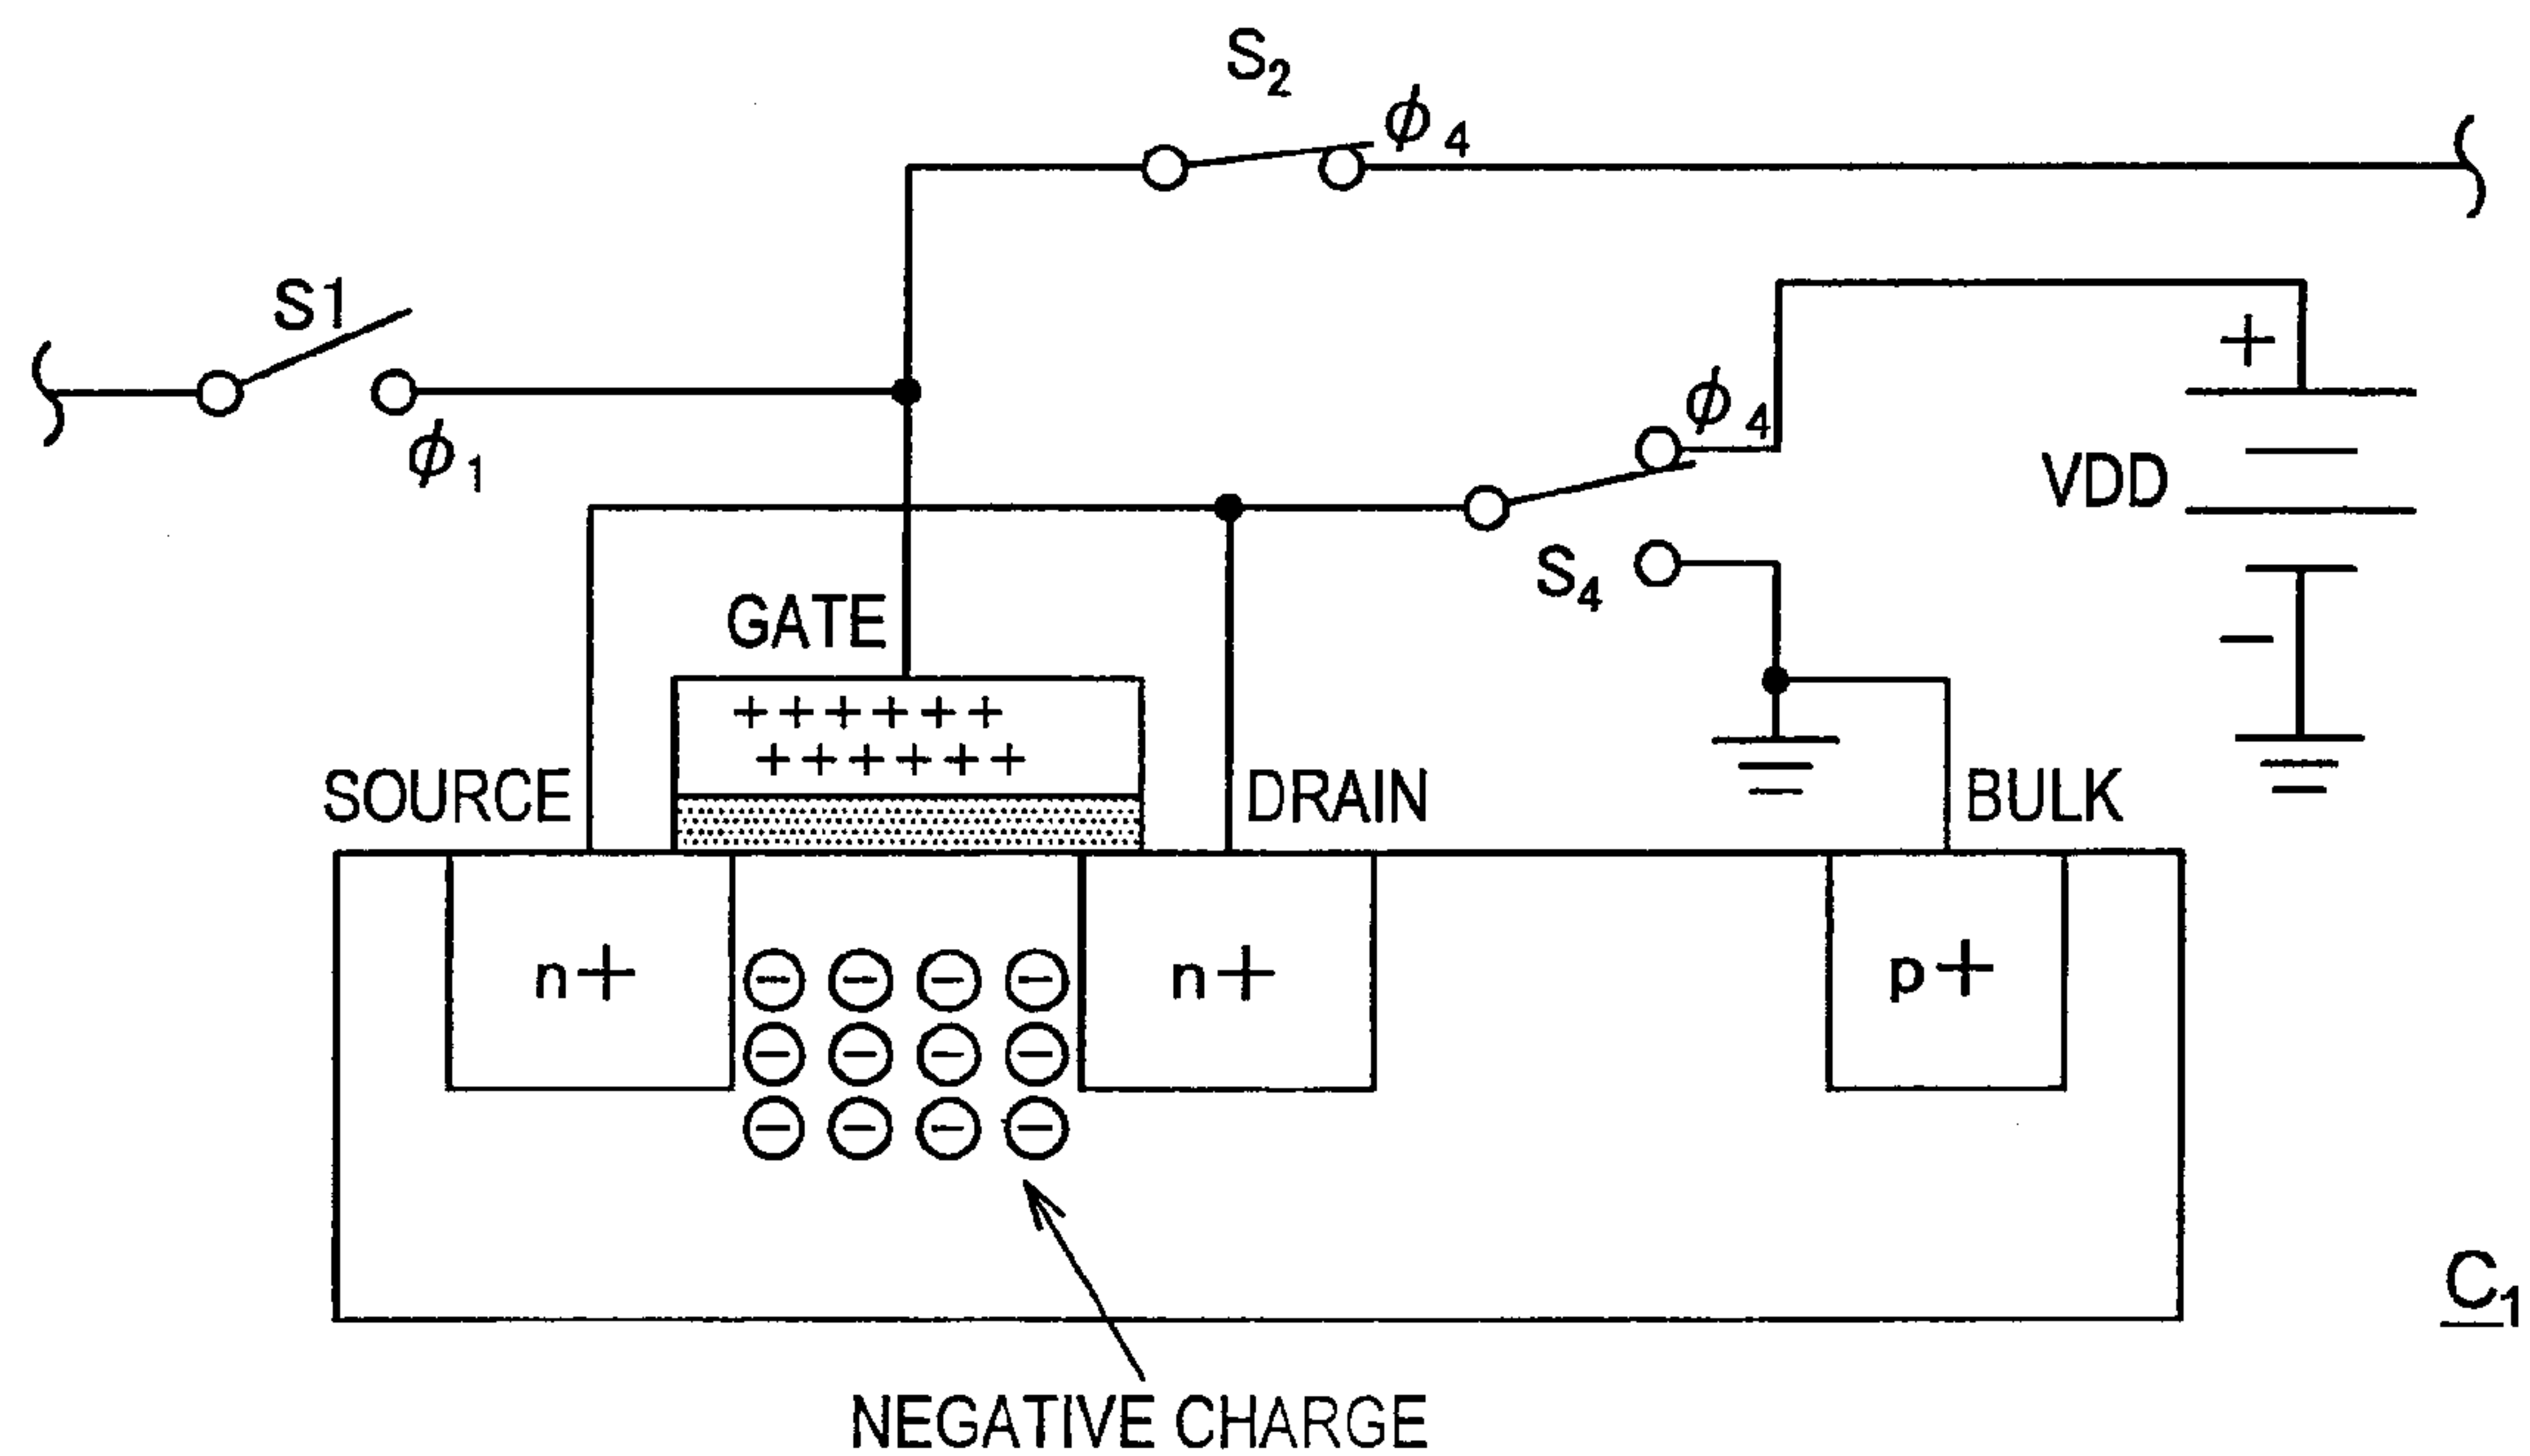 S₂
ϕ₄
S1
ϕ₁
ϕ₄
+
VDD
S₄
−
GATE
++++++
++++++
SOURCE
DRAIN
BULK
n+
n+
p+
− − − −
− − − −
− − − −
C₁
NEGATIVE CHARGE